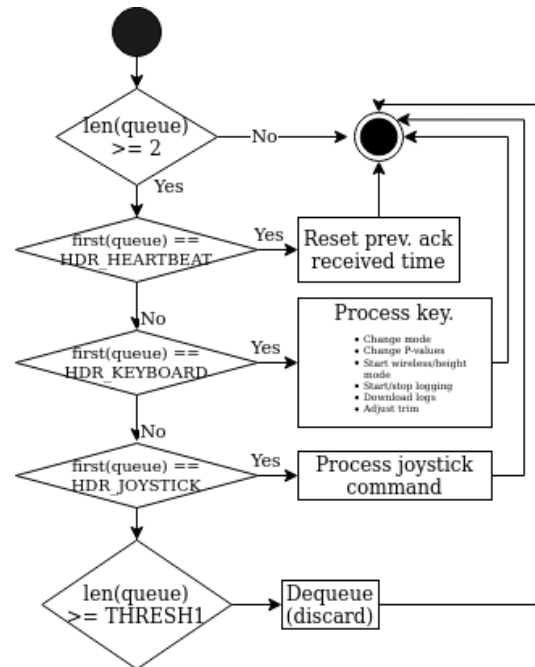 len(queue)
>= 2
No
Yes
first(queue) ==
HDR_HEARTBEAT
Yes
Reset prev. ack
received time
No
first(queue) ==
HDR_KEYBOARD
Yes
Process key.
• Change mode
• Change P-values
• Start wireless/height
mode
• Start/stop logging
• Download logs
• Adjust trim
No
first(queue) ==
HDR_JOYSTICK
Yes
Process joystick
command
len(queue)
>= THRESH1
Dequeue
(discard)